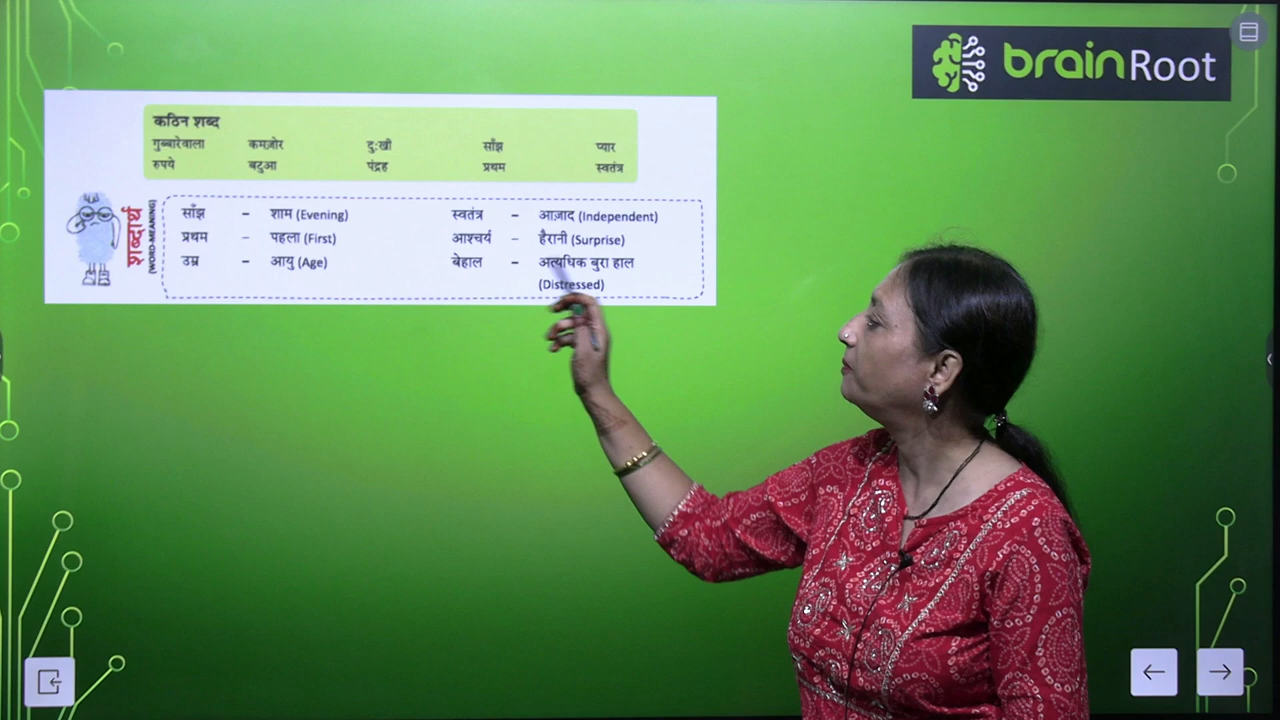 brainRoot
कठिन शब्द
गुब्बारेवाला कमज़ोर दुःखी साँझ प्यार
रुपये बटुआ पंद्रह प्रथम स्वतंत्र
शब्दार्थ
(WORD-MEANING)
साँझ – शाम (Evening) स्वतंत्र – आज़ाद (Independent)
प्रथम – पहला (First) आश्चर्य – हैरानी (Surprise)
उम्र – आयु (Age) बेहाल – अत्यधिक बुरा हाल
(Distressed)